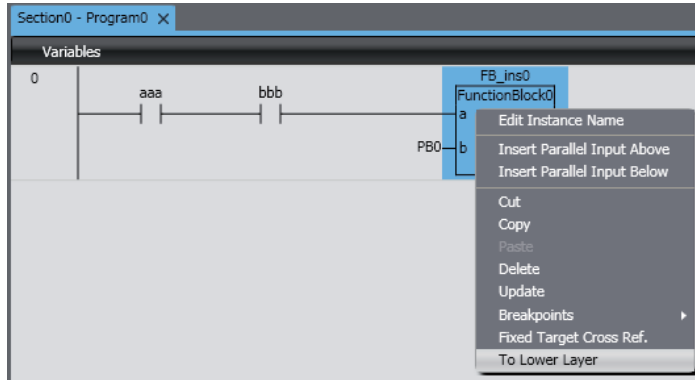 Section0 - Program0 X
Variables
0
aaa
bbb
FB_ins0
FunctionBlock0
a
PB0
b
Edit Instance Name
Insert Parallel Input Above
Insert Parallel Input Below
Cut
Copy
Paste
Delete
Update
Breakpoints
Fixed Target Cross Ref.
To Lower Layer